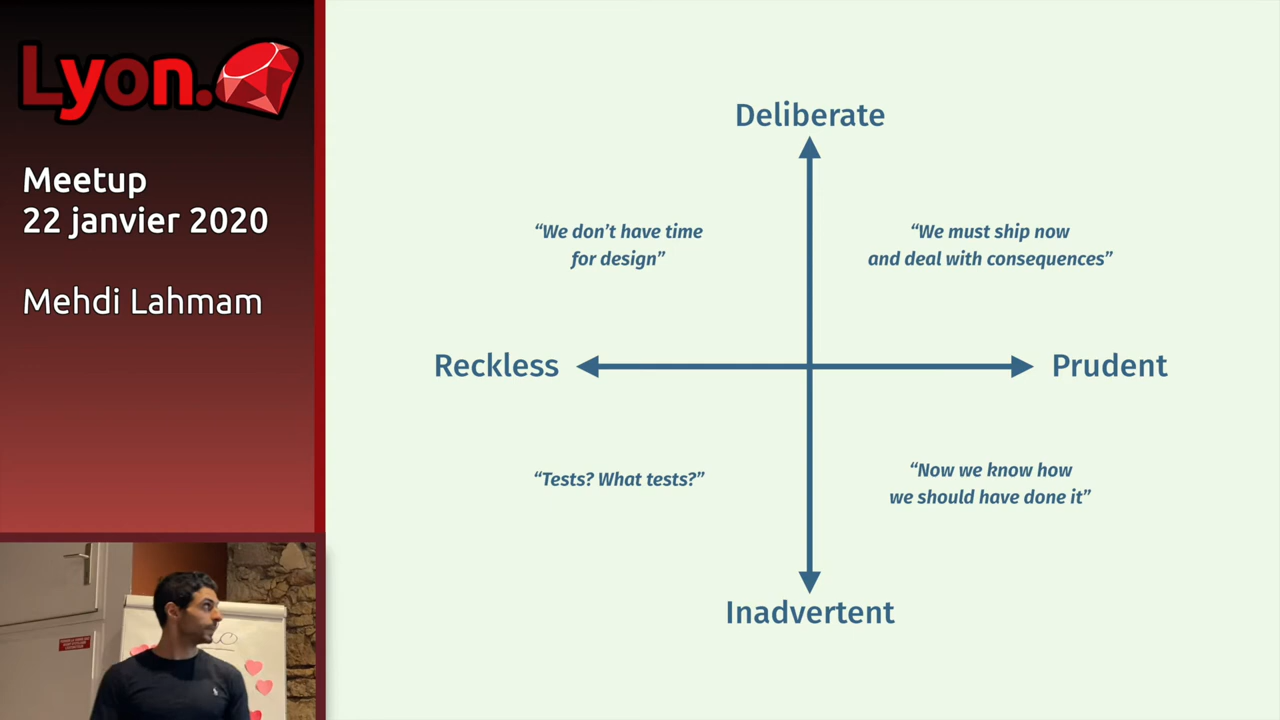 Lyon.
Meetup
22 janvier 2020
Mehdi Lahmam
Deliberate
“We don’t have time
for design”
“We must ship now
and deal with consequences”
Reckless
Prudent
“Tests? What tests?”
“Now we know how
we should have done it”
Inadvertent